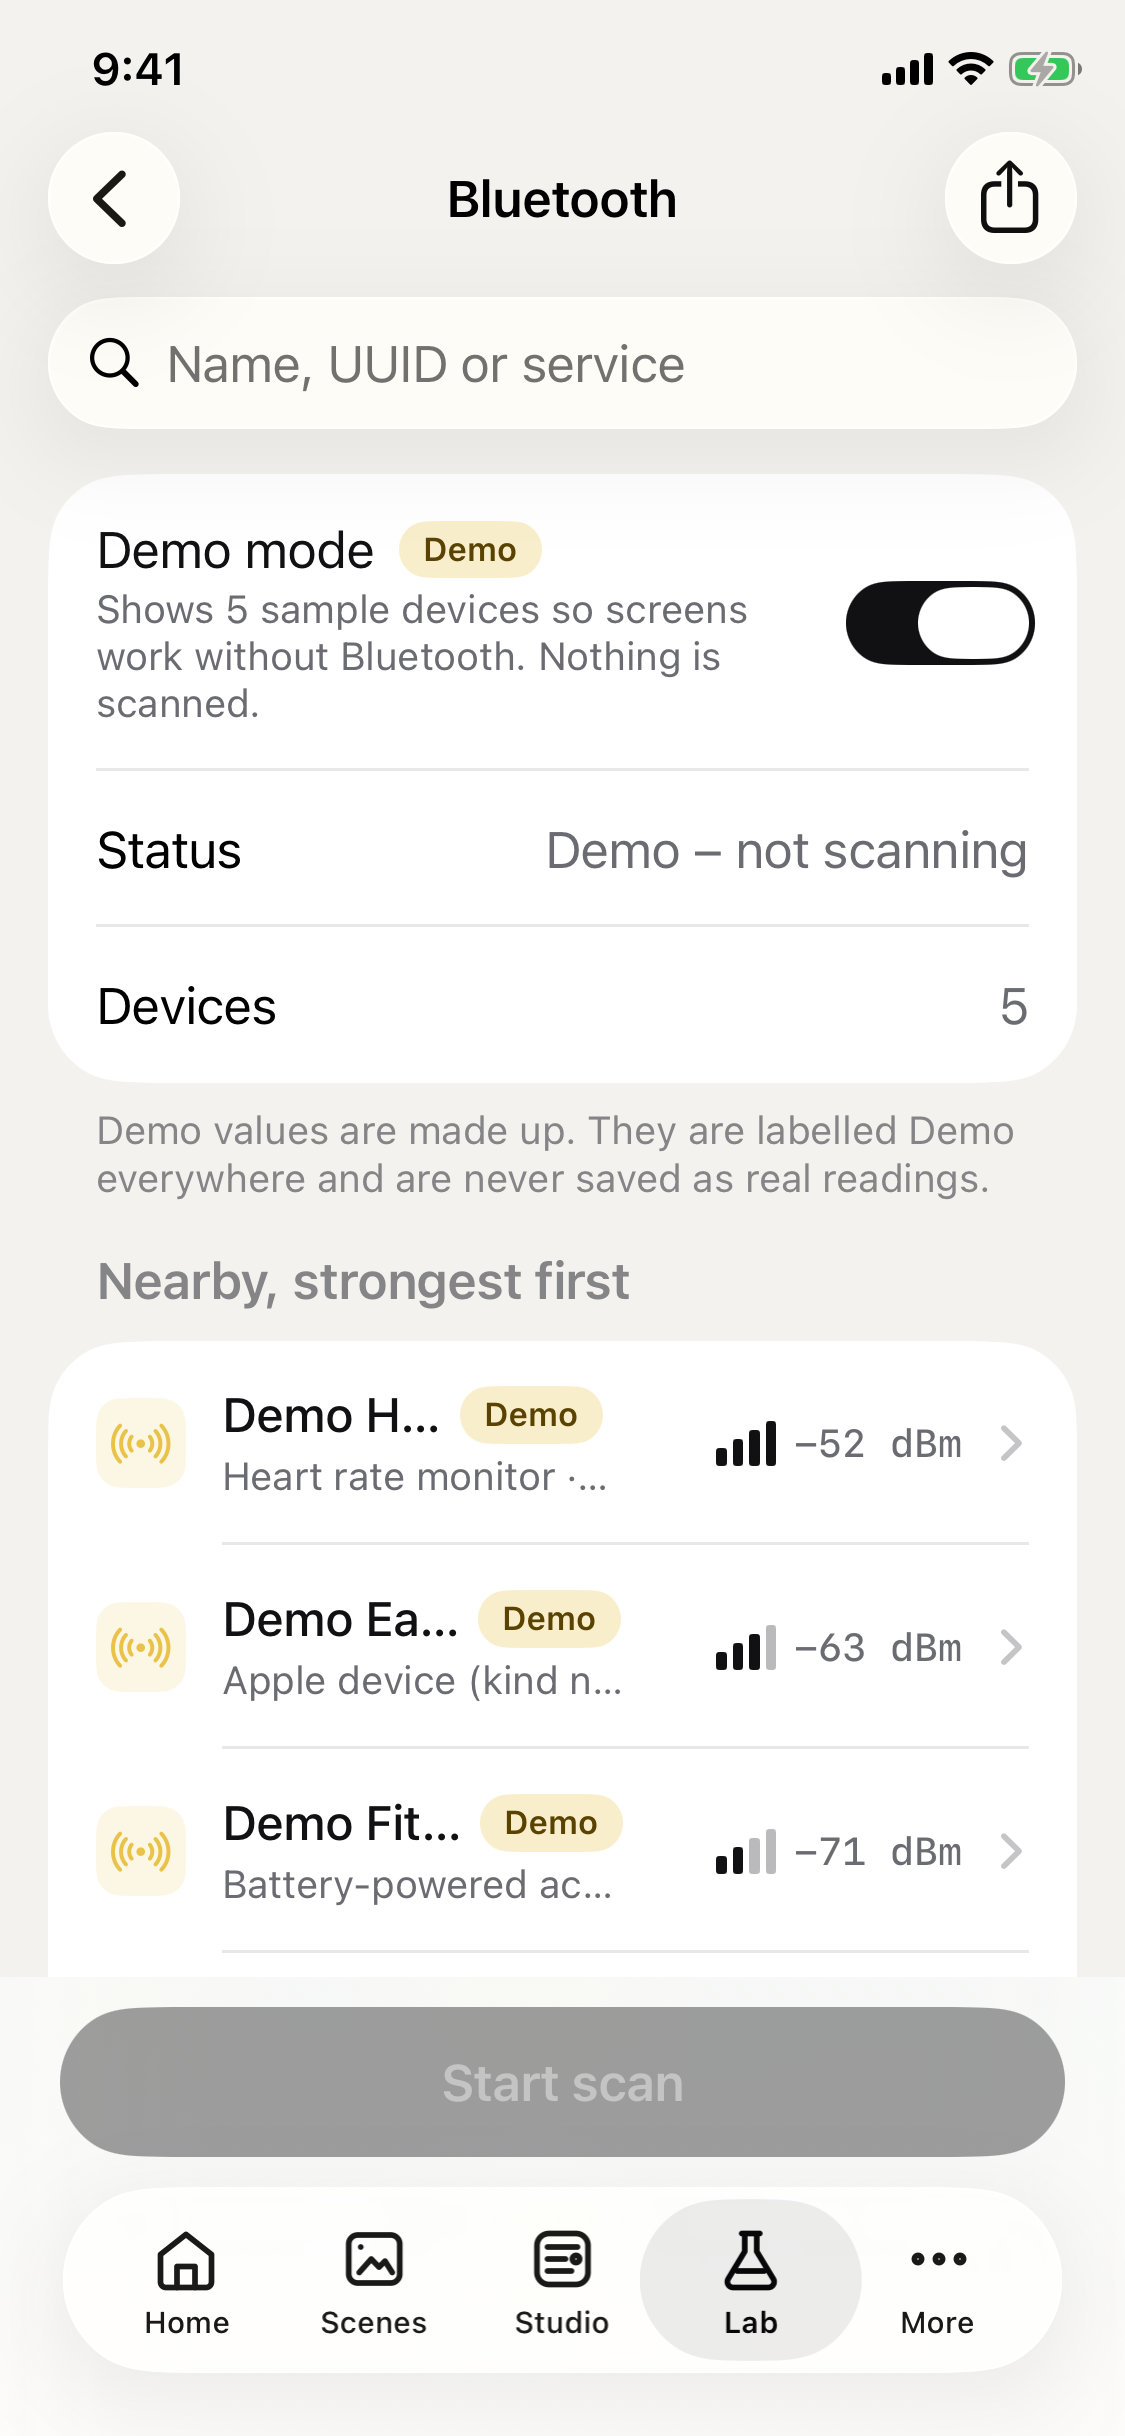 9:41
Bluetooth
Name, UUID or service
Demo mode Demo
Shows 5 sample devices so screens
work without Bluetooth. Nothing is
scanned.
Status Demo – not scanning
Devices 5
Demo values are made up. They are labelled Demo
everywhere and are never saved as real readings.
Nearby, strongest first
Demo H... Demo
Heart rate monitor ·...
–52 dBm
Demo Ea... Demo
Apple device (kind n...
–63 dBm
Demo Fit... Demo
Battery-powered ac...
–71 dBm
Start scan
Home Scenes Studio Lab More